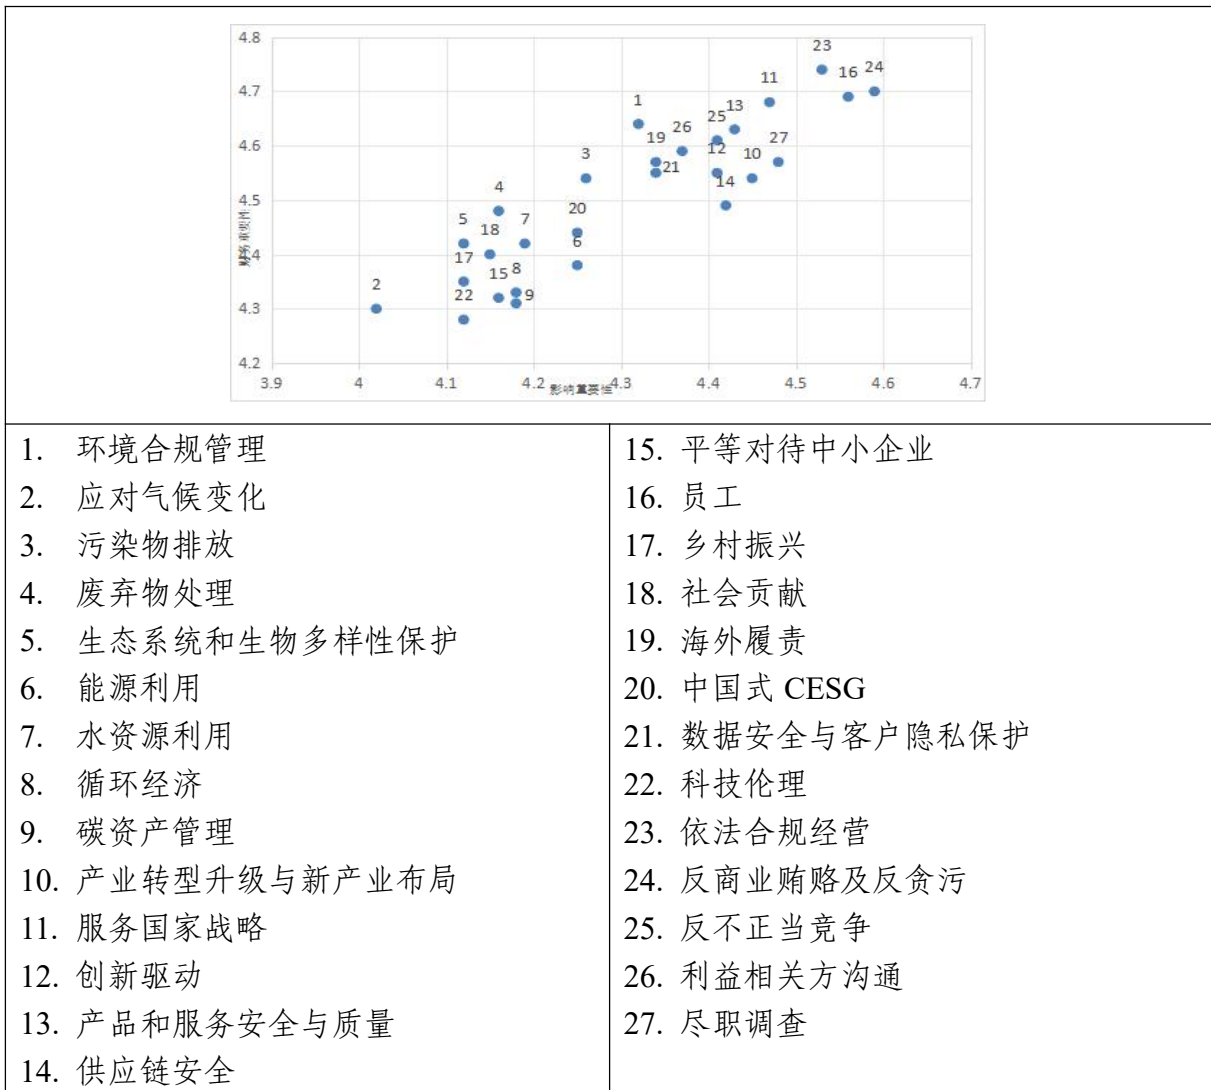 4.8
23
16 24
4.7
11
1
25 13
26
19
4.6
12
27
3
21
10
14
4
4.5
20
5
7
18
6
财务重要性
4.4
17
15 8
2
22
9
4.3
4.2
3.9 4 4.1 4.2 4.3 4.4 4.5 4.6 4.7
影响重要性
1. 环境合规管理
2. 应对气候变化
3. 污染物排放
4. 废弃物处理
5. 生态系统和生物多样性保护
6. 能源利用
7. 水资源利用
8. 循环经济
9. 碳资产管理
10. 产业转型升级与新产业布局
11. 服务国家战略
12. 创新驱动
13. 产品和服务安全与质量
14. 供应链安全
15. 平等对待中小企业
16. 员工
17. 乡村振兴
18. 社会贡献
19. 海外履责
20. 中国式 CESG
21. 数据安全与客户隐私保护
22. 科技伦理
23. 依法合规经营
24. 反商业贿赂及反贪污
25. 反不正当竞争
26. 利益相关方沟通
27. 尽职调查